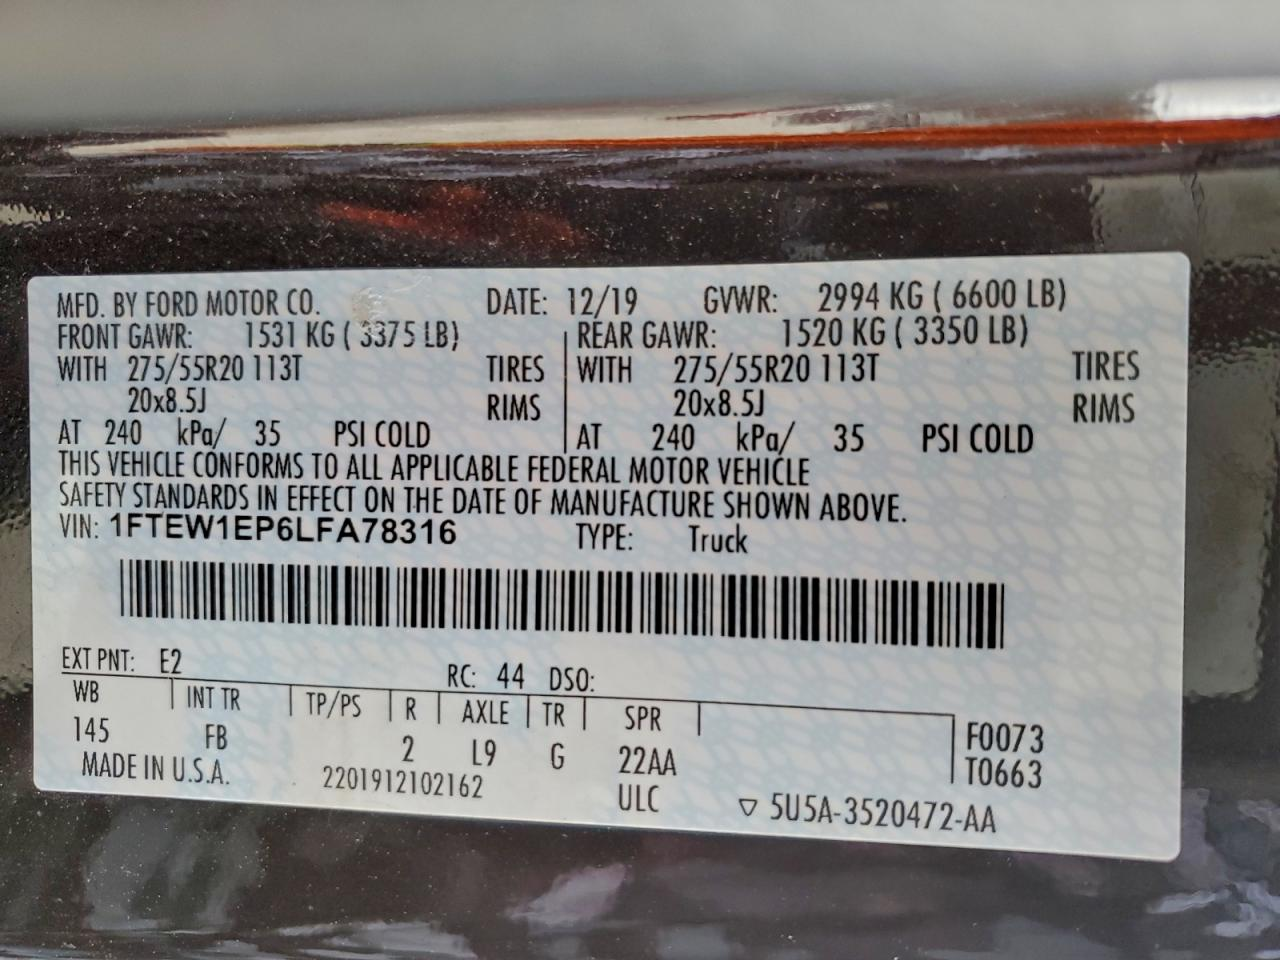 MFD. BY FORD MOTOR CO. DATE: 12/19 GVWR: 2994 KG ( 6600 LB)
FRONT GAWR: 1531 KG ( 3375 LB) REAR GAWR: 1520 KG ( 3350 LB)
WITH 275/55R20 113T TIRES WITH 275/55R20 113T TIRES
20x8.5J RIMS 20x8.5J RIMS
AT 240 kPa/ 35 PSI COLD AT 240 kPa/ 35 PSI COLD
THIS VEHICLE CONFORMS TO ALL APPLICABLE FEDERAL MOTOR VEHICLE
SAFETY STANDARDS IN EFFECT ON THE DATE OF MANUFACTURE SHOWN ABOVE.
VIN: 1FTEW1EP6LFA78316 TYPE: Truck
EXT PNT: E2 RC: 44 DSO:
WB INT TR TP/PS R AXLE TR SPR F0073
145 FB 2 L9 G 22AA T0663
MADE IN U.S.A. 2201912102162 ULC ▽ 5U5A-3520472-AA